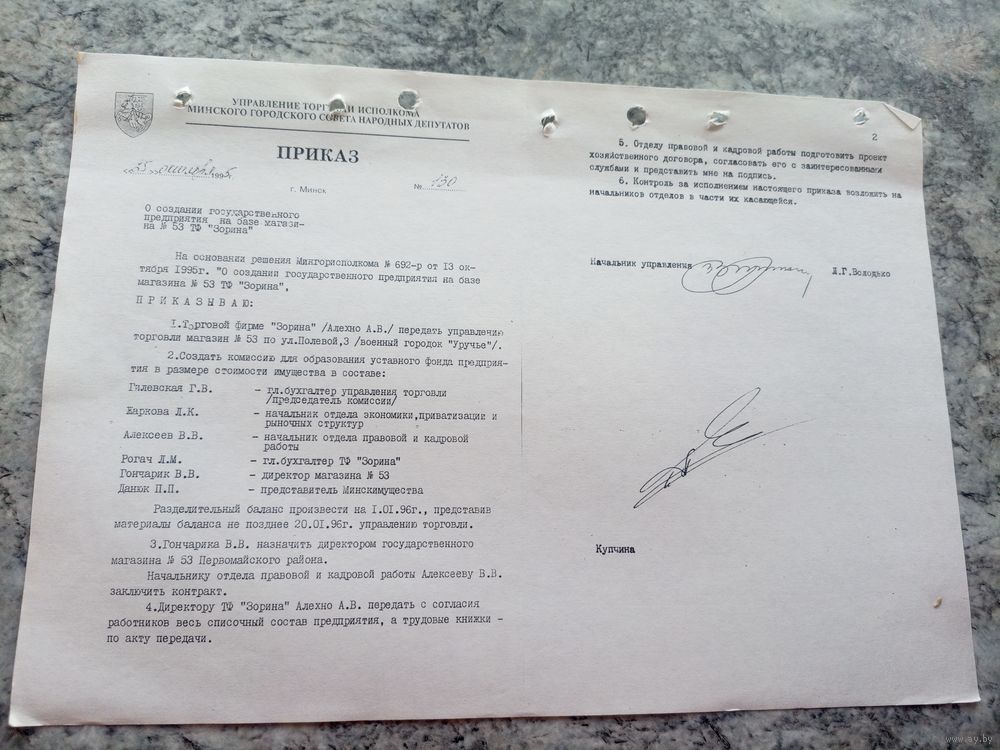 УПРАВЛЕНИЕ ТОРГОВЛИ ИСПОЛКОМА
МИНСКОГО ГОРОДСКОГО СОВЕТА НАРОДНЫХ ДЕПУТАТОВ
ПРИКАЗ
«25» октября 1995г.
г. Минск
№ 130
О создании государственного
предприятия на базе магази-
на № 53 ТФ "Зорина"
На основании решения Мингорисполкома № 692-р от 13 ок-
тября 1995г. "О создании государственного предприятия на базе
магазина № 53 ТФ "Зорина",
П Р И К А З Ы В А Ю:
1.Торговой фирме "Зорина" /Алехно А.В./ передать управлению
торговли магазин № 53 по ул.Полевой,3 /военный городок "Уручье"/.
2.Создать комиссию для образования уставного фонда предприя-
тия в размере стоимости имущества в составе:
Гилевская Г.В. – гл.бухгалтер управления торговли
/председатель комиссии/
Жаркова Л.К. – начальник отдела экономики,приватизации и
рыночных структур
Алексеев В.В. – начальник отдела правовой и кадровой
работы
Рогач Л.М. – гл.бухгалтер ТФ "Зорина"
Гончарик В.В. – директор магазина № 53
Данюк П.П. – представитель Минскимущества
Разделительный баланс произвести на 1.01.96г., представив
материалы баланса не позднее 20.01.96г. управлению торговли.
3.Гончарика В.В. назначить директором государственного
магазина № 53 Первомайского района.
Начальнику отдела правовой и кадровой работы Алексееву В.В.
заключить контракт.
4.Директору ТФ "Зорина" Алехно А.В. передать с согласия
работников весь списочный состав предприятия, а трудовые книжки –
по акту передачи.
2
5. Отделу правовой и кадровой работы подготовить проект
хозяйственного договора, согласовать его с заинтересованными
службами и представить мне на подпись.
6. Контроль за исполнением настоящего приказа возложить на
начальников отделов в части их касающейся.
Начальник управления Л.Г.Володько
Купчина
www.ay.by